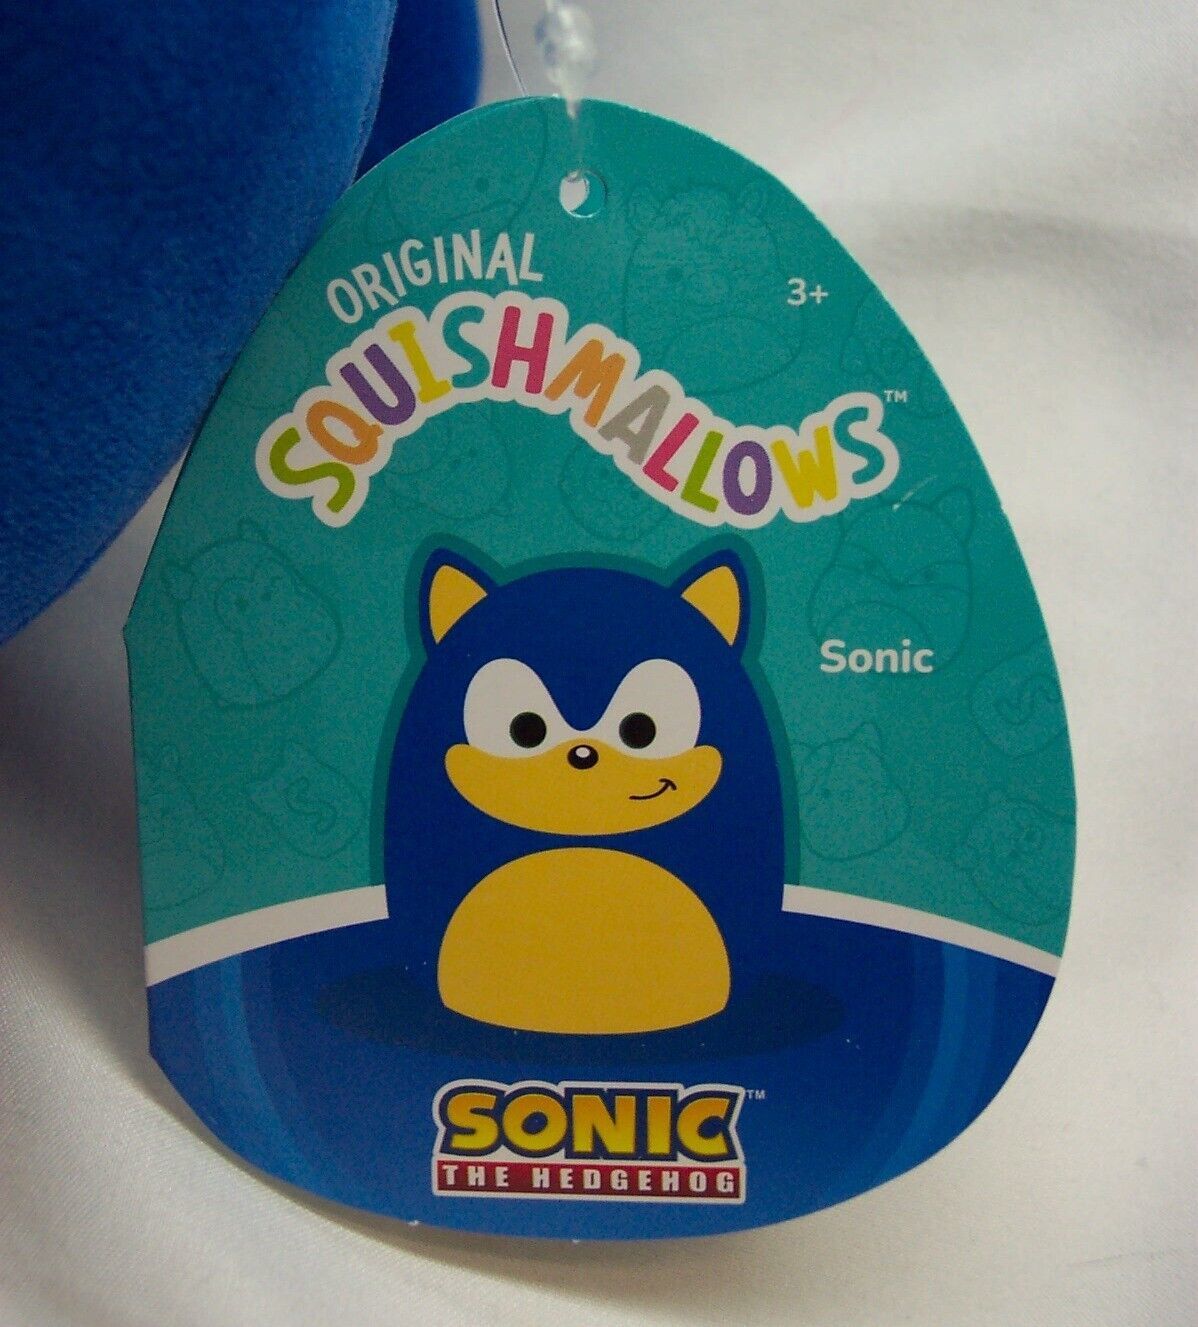 ORIGINAL
SQUISHMALLOWS™
3+
Sonic
SONIC™
THE HEDGEHOG